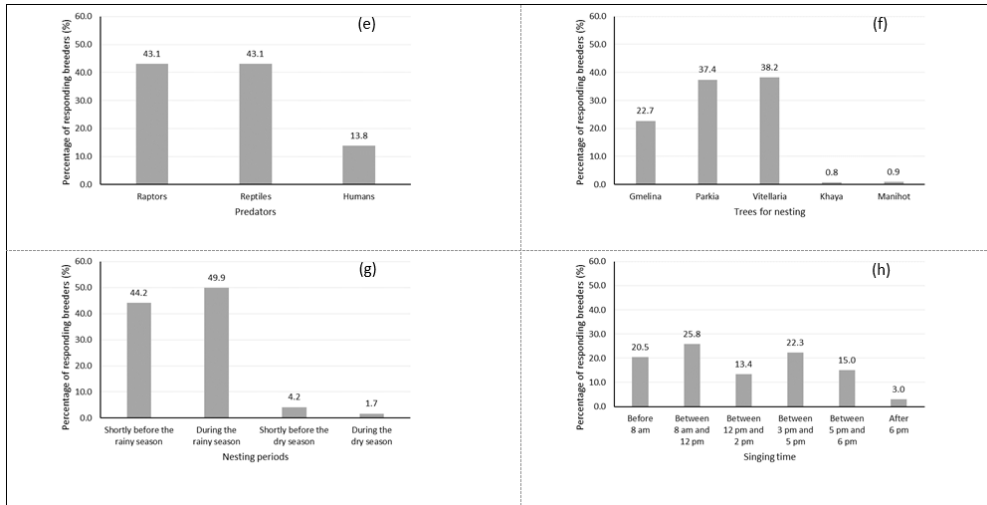 (e)
Percentage of responding breeders (%)
60.0
50.0
40.0
30.0
20.0
10.0
0.0
43.1
43.1
13.8
Raptors
Reptiles
Humans
Predators
(f)
Percentage of responding breeders (%)
60.0
50.0
40.0
30.0
20.0
10.0
0.0
22.7
37.4
38.2
0.8
0.9
Gmelina
Parkia
Vitellaria
Khaya
Manihot
Trees for nesting
(g)
Percentage of responding breeders (%)
60.0
50.0
40.0
30.0
20.0
10.0
0.0
44.2
49.9
4.2
1.7
Shortly before the
rainy season
During the
rainy season
Shortly before the
dry season
During the
dry season
Nesting periods
(h)
Percentage of responding breeders (%)
60.0
50.0
40.0
30.0
20.0
10.0
0.0
20.5
25.8
13.4
22.3
15.0
3.0
Before
8 am
Between
8 am and
12 pm
Between
12 pm and
2 pm
Between
3 pm and
5 pm
Between
5 pm and
6 pm
After
6 pm
Singing time